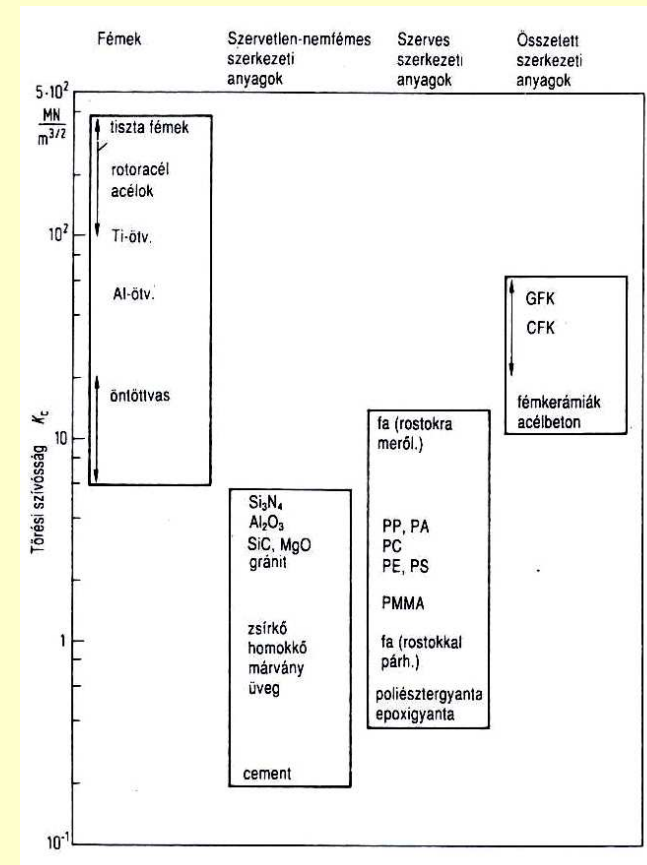 Fémek
Szervetlen-nemfémes
szerkezeti
anyagok
Szerves
szerkezeti
anyagok
Összetett
szerkezeti
anyagok
5·10²
MN
m³ᐟ²
10²
10
1
10⁻¹
Törési szívósság Kc
tiszta fémek
rotoracél
acélok
Ti-ötv.
Al-ötv.
öntöttvas
Si₃N₄
Al₂O₃
SiC, MgO
gránit
zsírkő
homokkő
márvány
üveg
cement
fa (rostokra
meről.)
PP, PA
PC
PE, PS
PMMA
fa (rostokkal
párh.)
poliésztergyanta
epoxigyanta
GFK
CFK
fémkerámiák
acélbeton